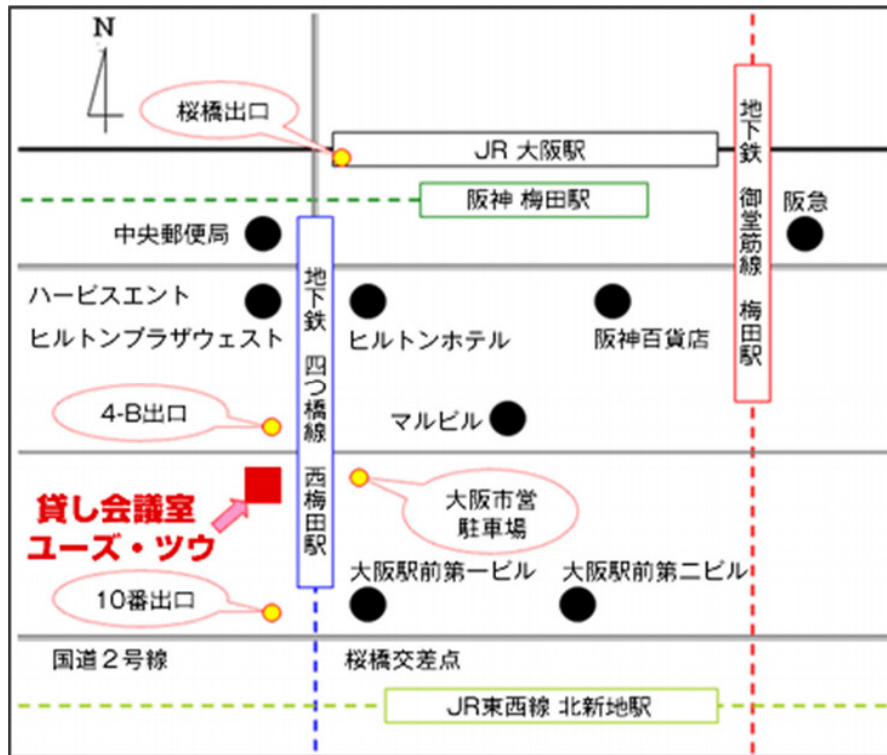 N
桜橋出口
JR 大阪駅
阪神 梅田駅
阪急
中央郵便局
地下鉄 御堂筋線 梅田駅
地下鉄 四つ橋線 西梅田駅
ハービスエント
ヒルトンプラザウェスト
ヒルトンホテル
阪神百貨店
4-B出口
マルビル
貸し会議室
ユーズ・ツウ
大阪市営
駐車場
10番出口
大阪駅前第一ビル
大阪駅前第二ビル
国道2号線
桜橋交差点
JR東西線 北新地駅